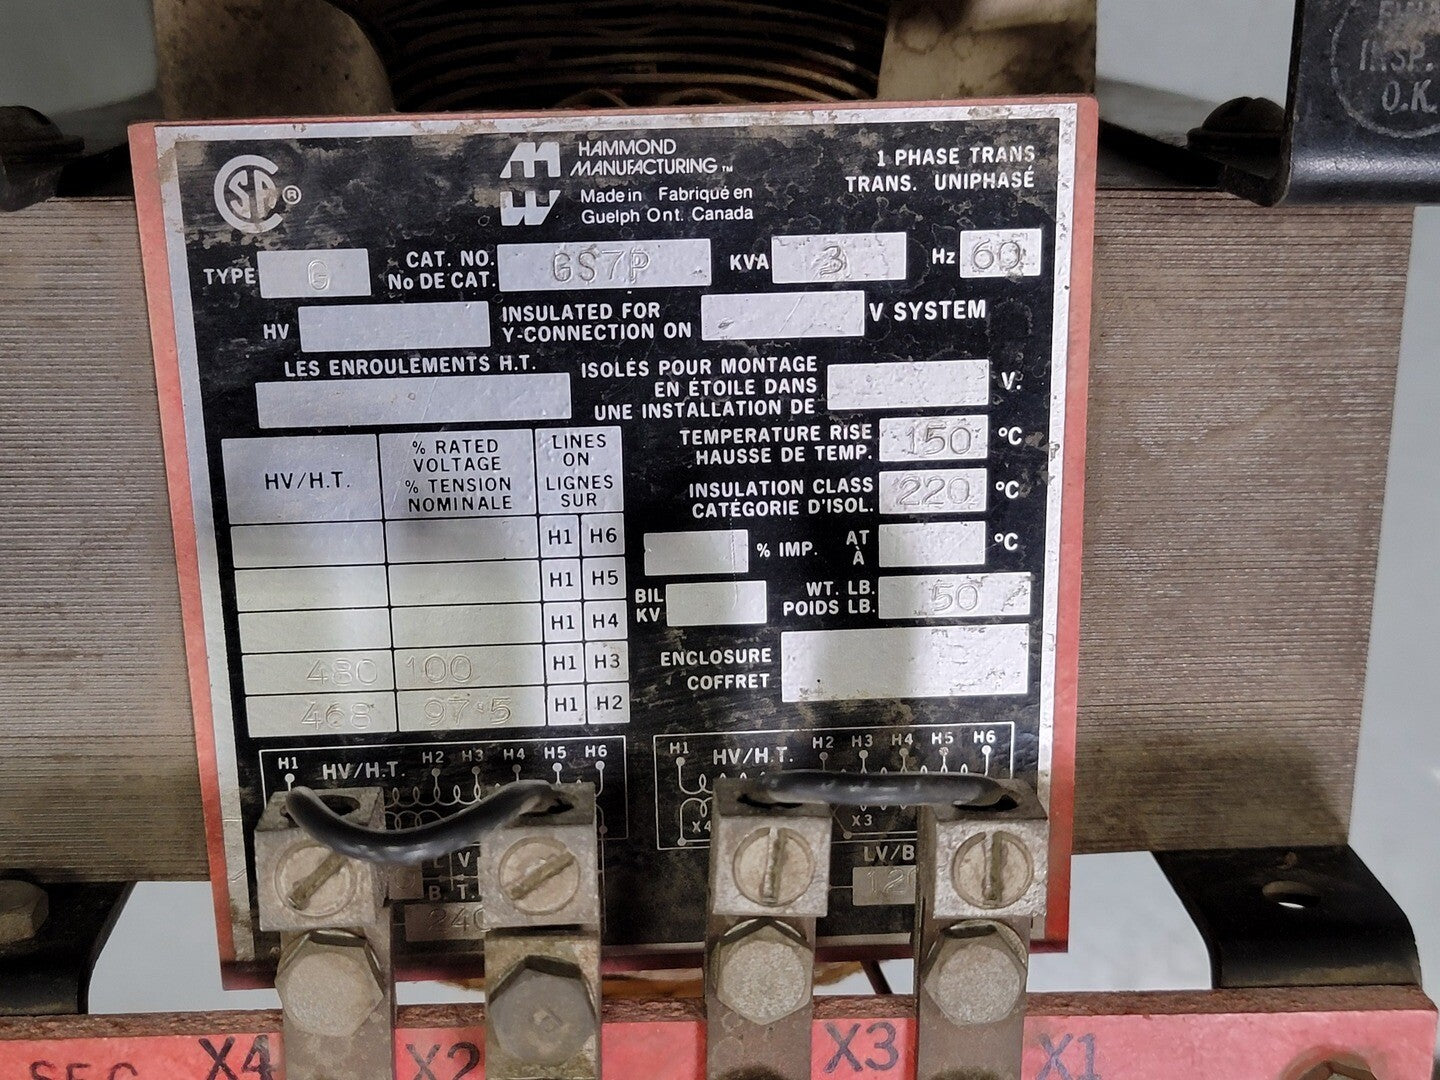 INSP.
O.K.
CSA ®
HAMMOND
MANUFACTURING TM
Made in Fabriqué en
Guelph Ont. Canada
1 PHASE TRANS
TRANS. UNIPHASÉ
TYPE G
CAT. NO.
No DE CAT. GS7P
KVA 3
Hz 60
HV
INSULATED FOR
Y-CONNECTION ON
V SYSTEM
LES ENROULEMENTS H.T.
ISOLÉS POUR MONTAGE
EN ÉTOILE DANS
UNE INSTALLATION DE
V.
TEMPERATURE RISE
HAUSSE DE TEMP. 150 °C
INSULATION CLASS
CATÉGORIE D'ISOL. 220 °C
% IMP. AT
À °C
BIL
KV
WT. LB.
POIDS LB. 50
ENCLOSURE
COFFRET
HV/H.T.
% RATED
VOLTAGE
% TENSION
NOMINALE
LINES
ON
LIGNES
SUR
H1 H6
H1 H5
H1 H4
480 100 H1 H3
468 97.5 H1 H2
H1 HV/H.T. H2 H3 H4 H5 H6
H1 HV/H.T. H2 H3 H4 H5 H6
X4 X3
L V
B T.
240
LV/B
SEC X4 X2 X3 X1